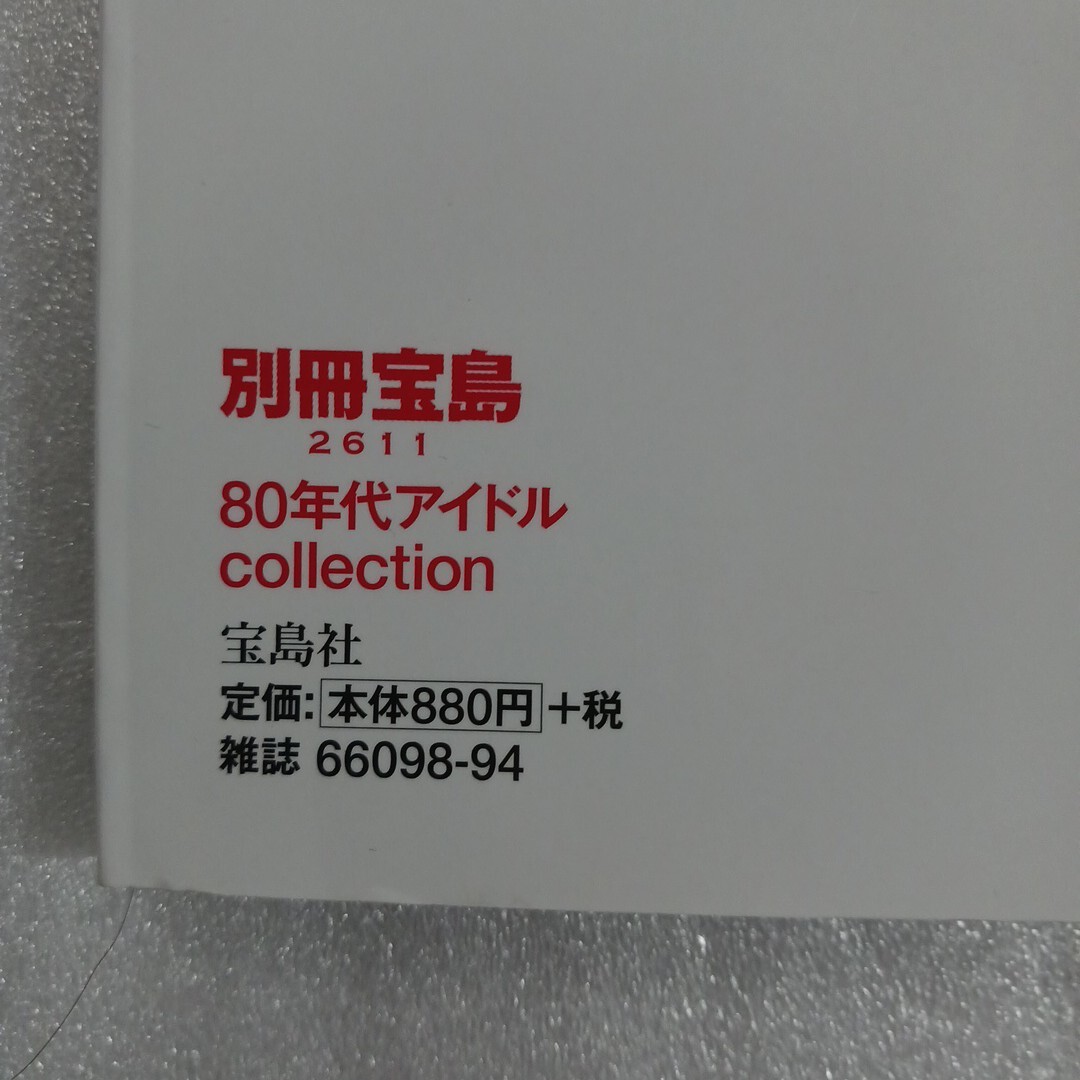 別冊宝島
2611
80年代アイドル
collection
宝島社
定価:本体880円+税
雑誌 66098-94